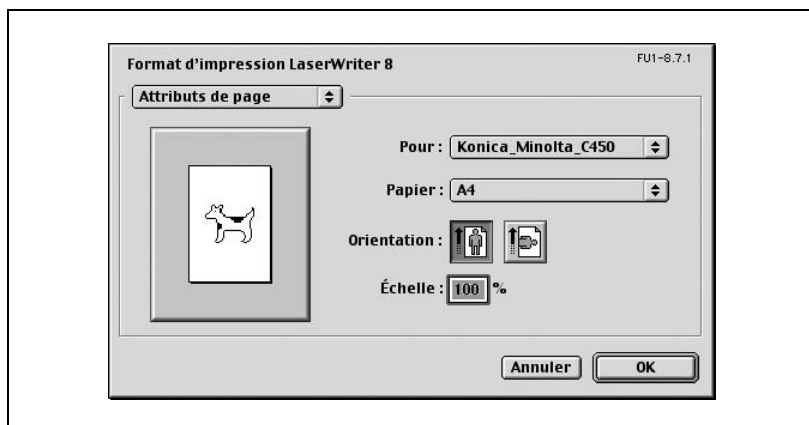 Format d'impression LaserWriter 8
FU1-8.7.1
Attributs de page
Pour : Konica_Minolta_C450
Papier : A4
Orientation :
Échelle : 100 %
Annuler OK